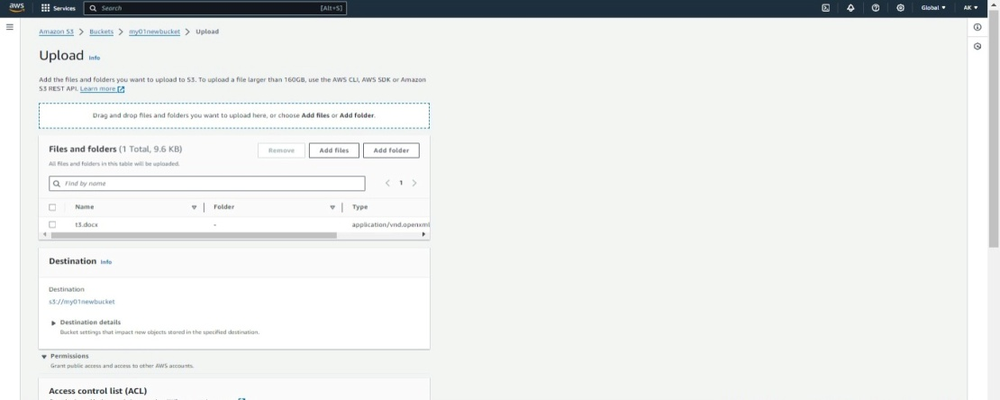 aws Services Search [Alt+S] Global ▼ AK ▼
Amazon S3 > Buckets > my01newbucket > Upload
Upload Info
Add the files and folders you want to upload to S3. To upload a file larger than 160GB, use the AWS CLI, AWS SDK or Amazon
S3 REST API. Learn more
Drag and drop files and folders you want to upload here, or choose Add files or Add folder.
Files and folders (1 Total, 9.6 KB) Remove Add files Add folder
All files and folders in this table will be uploaded.
Find by name < 1 >
Name Folder Type
t3.docx - application/vnd.openxml
Destination Info
Destination
s3://my01newbucket
Destination details
Bucket settings that impact new objects stored in the specified destination.
Permissions
Grant public access and access to other AWS accounts.
Access control list (ACL)